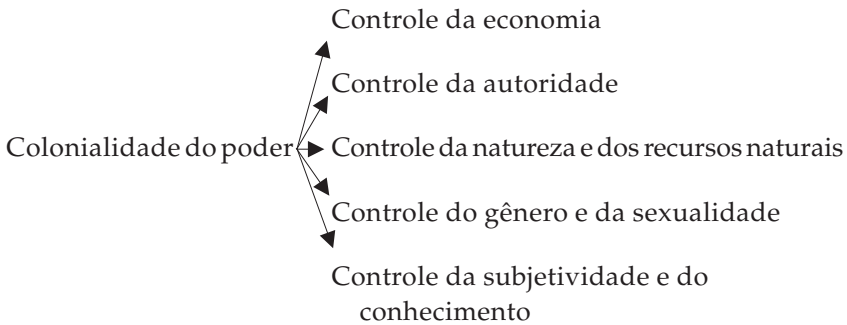 Controle da economia
Controle da autoridade
Colonialidade do poder
Controle da natureza e dos recursos naturais
Controle do gênero e da sexualidade
Controle da subjetividade e do
conhecimento